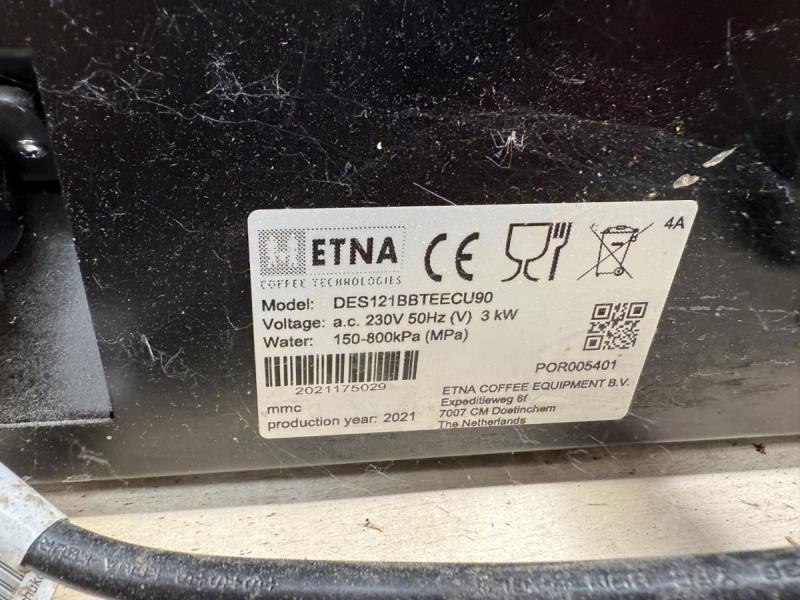 ETNA
COFFEE TECHNOLOGIES
CE
4A
Model: DES121BBTEECU90
Voltage: a.c. 230V 50Hz (V) 3 kW
Water: 150-800kPa (MPa)
2021175029
mmc
production year: 2021
POR005401
ETNA COFFEE EQUIPMENT B.V.
Expeditieweg 6f
7007 CM Doetinchem
The Netherlands